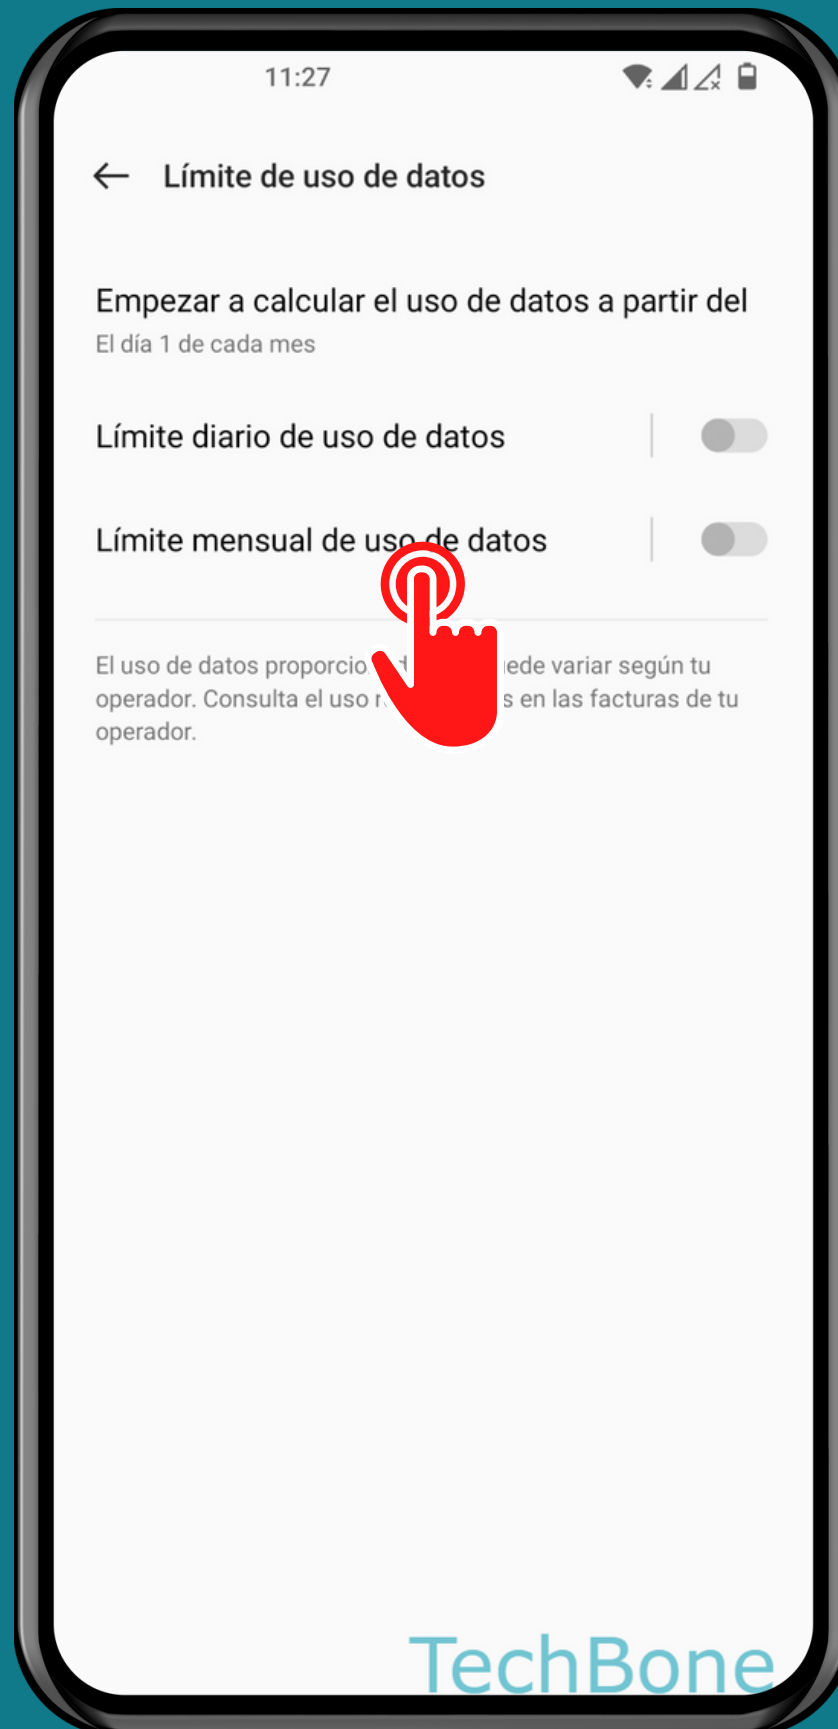 11:27
Límite de uso de datos
Empezar a calcular el uso de datos a partir del
El día 1 de cada mes
Límite diario de uso de datos
Límite mensual de uso de datos
El uso de datos variar según tu
operador. Consulta el uso en las facturas de tu
operador.
TechBone